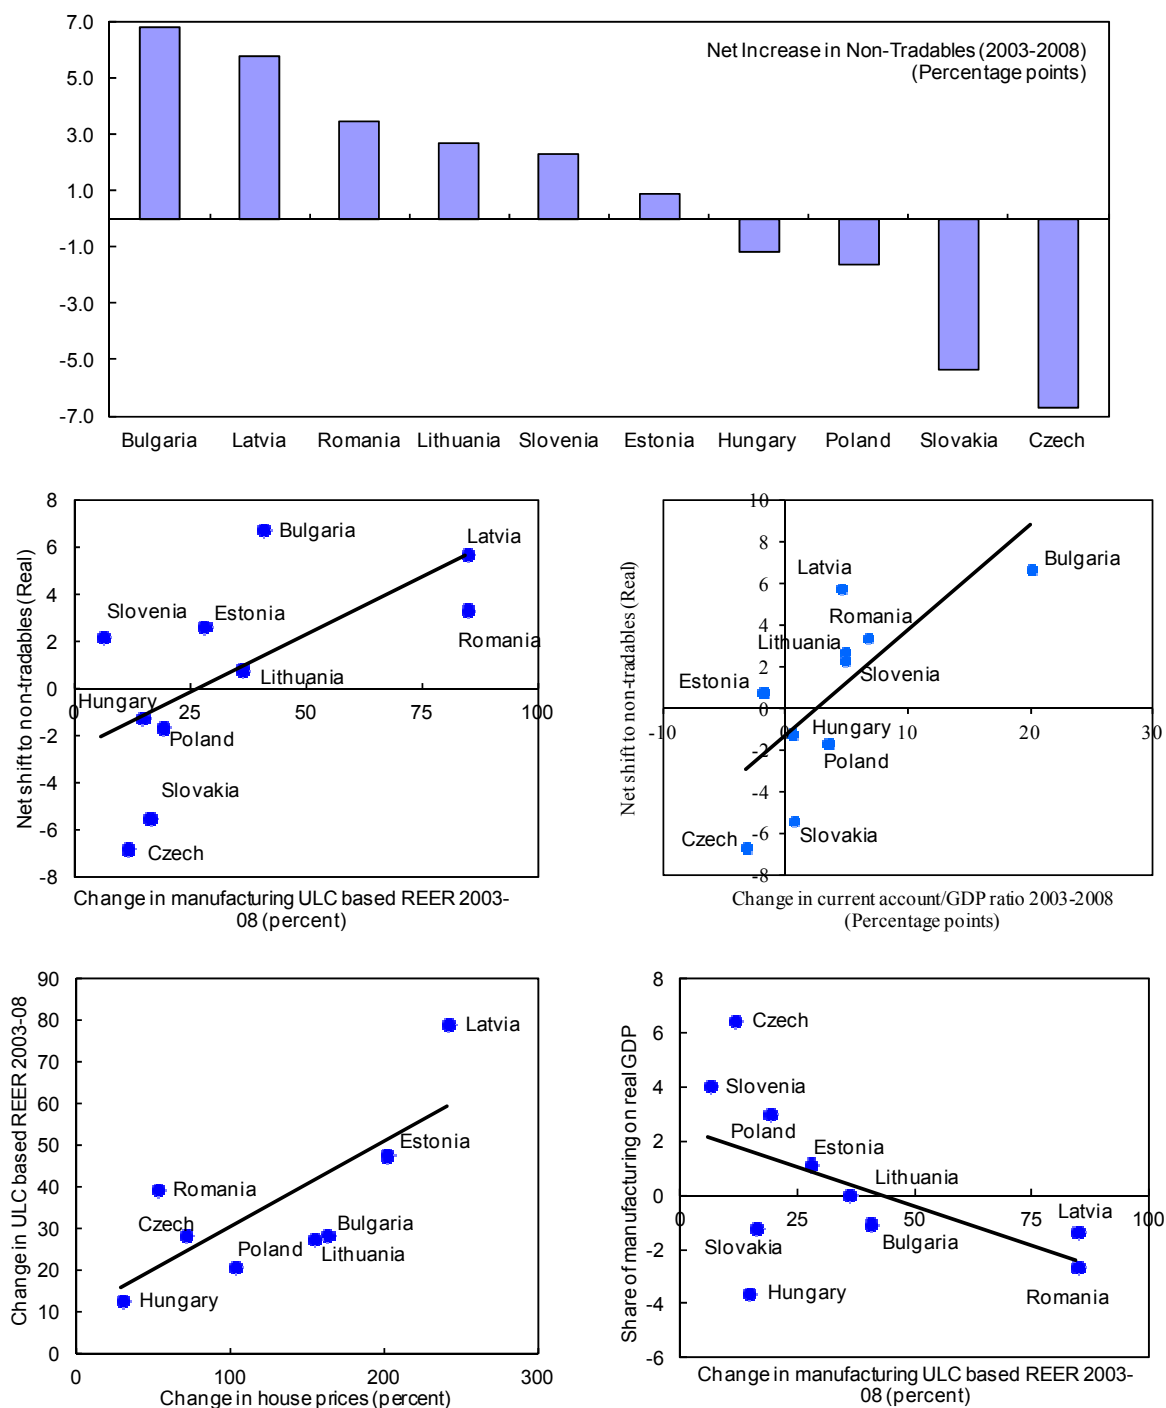 Net Increase in Non-Tradables (2003-2008)
(Percentage points)
7.0
5.0
3.0
1.0
-1.0
-3.0
-5.0
-7.0
Bulgaria Latvia Romania Lithuania Slovenia Estonia Hungary Poland Slovakia Czech
Net shift to non-tradables (Real)
8
6
4
2
0
-2
-4
-6
-8
0 25 50 75 100
Bulgaria
Latvia
Slovenia
Estonia
Romania
Lithuania
Hungary
Poland
Slovakia
Czech
Change in manufacturing ULC based REER 2003-
08 (percent)
Net shift to non-tradables (Real)
10
8
6
4
2
0
-2
-4
-6
-8
-10 0 10 20 30
Bulgaria
Latvia
Romania
Lithuania
Slovenia
Estonia
Hungary
Poland
Slovakia
Czech
Change in current account/GDP ratio 2003-2008
(Percentage points)
Change in ULC based REER 2003-08
90
80
70
60
50
40
30
20
10
0
0 100 200 300
Latvia
Estonia
Romania
Czech
Bulgaria
Poland
Lithuania
Hungary
Change in house prices (percent)
Share of manufacturing on real GDP
8
6
4
2
0
-2
-4
-6
0 25 50 75 100
Czech
Slovenia
Poland
Estonia
Lithuania
Latvia
Slovakia
Bulgaria
Hungary
Romania
Change in manufacturing ULC based REER 2003-
08 (percent)